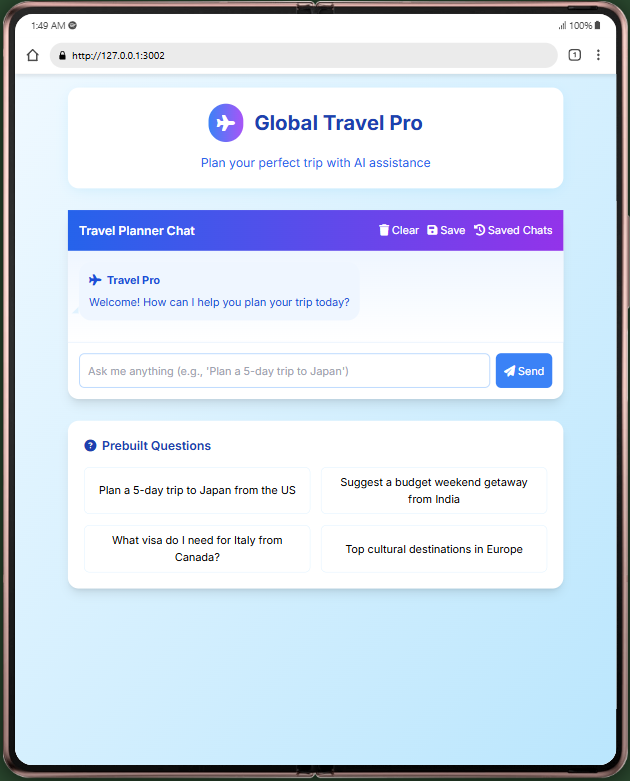 1:49 AM
100%
http://127.0.0.1:3002
1
Global Travel Pro
Plan your perfect trip with AI assistance
Travel Planner Chat
Clear
Save
Saved Chats
Travel Pro
Welcome! How can I help you plan your trip today?
Ask me anything (e.g., 'Plan a 5-day trip to Japan')
Send
? Prebuilt Questions
Plan a 5-day trip to Japan from the US
Suggest a budget weekend getaway
from India
What visa do I need for Italy from
Canada?
Top cultural destinations in Europe